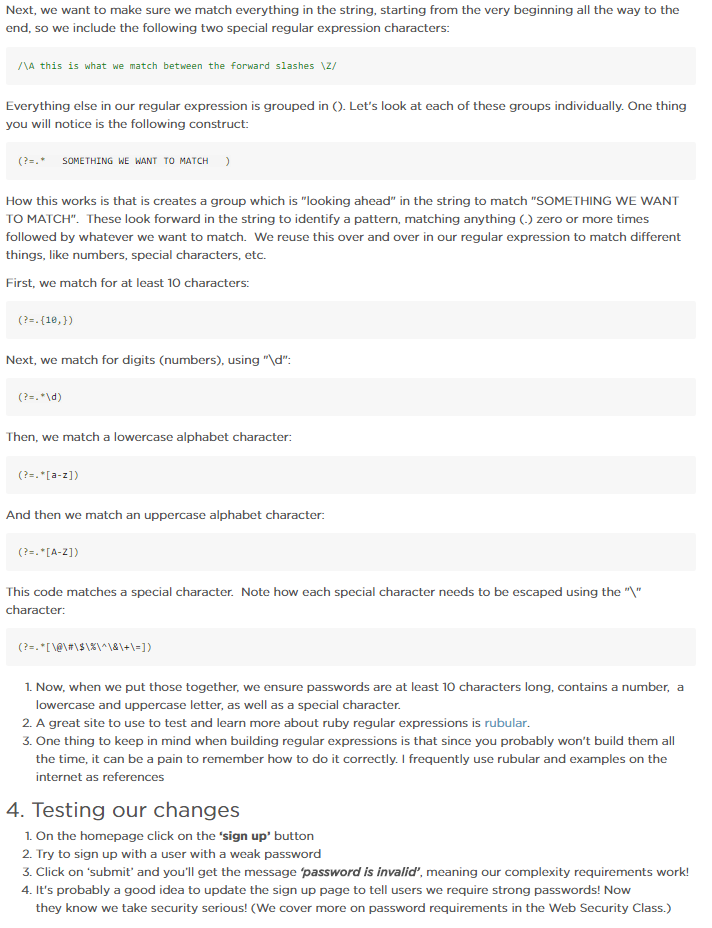 Next, we want to make sure we match everything in the string, starting from the very beginning all the way to the
end, so we include the following two special regular expression characters:
/\A this is what we match between the forward slashes \Z/
Everything else in our regular expression is grouped in (). Let's look at each of these groups individually. One thing
you will notice is the following construct:
(?=.*   SOMETHING WE WANT TO MATCH   )
How this works is that is creates a group which is "looking ahead" in the string to match "SOMETHING WE WANT
TO MATCH".  These look forward in the string to identify a pattern, matching anything (.) zero or more times
followed by whatever we want to match.  We reuse this over and over in our regular expression to match different
things, like numbers, special characters, etc.
First, we match for at least 10 characters:
(?=.{10,})
Next, we match for digits (numbers), using "\d":
(?=.*\d)
Then, we match a lowercase alphabet character:
(?=.*[a-z])
And then we match an uppercase alphabet character:
(?=.*[A-Z])
This code matches a special character.  Note how each special character needs to be escaped using the "\"
character:
(?=.*[\@\#\$\%\^\&\+\=])
1. Now, when we put those together, we ensure passwords are at least 10 characters long, contains a number,  a
lowercase and uppercase letter, as well as a special character.
2. A great site to use to test and learn more about ruby regular expressions is rubular.
3. One thing to keep in mind when building regular expressions is that since you probably won't build them all
the time, it can be a pain to remember how to do it correctly. I frequently use rubular and examples on the
internet as references
4. Testing our changes
1. On the homepage click on the ‘sign up’ button
2. Try to sign up with a user with a weak password
3. Click on ‘submit’ and you’ll get the message ‘password is invalid’, meaning our complexity requirements work!
4. It's probably a good idea to update the sign up page to tell users we require strong passwords! Now
they know we take security serious! (We cover more on password requirements in the Web Security Class.)